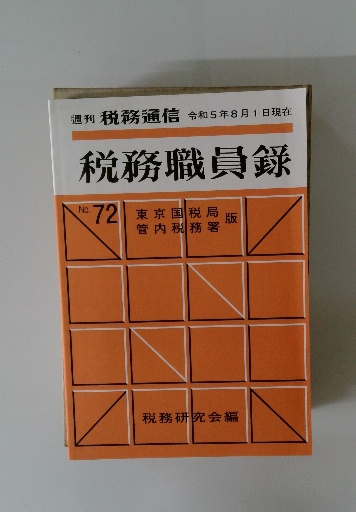 週刊 税務通信 令和5年8月1日現在
税務職員録
No. 72
東京国税局
管内税務署
版
税務研究会編